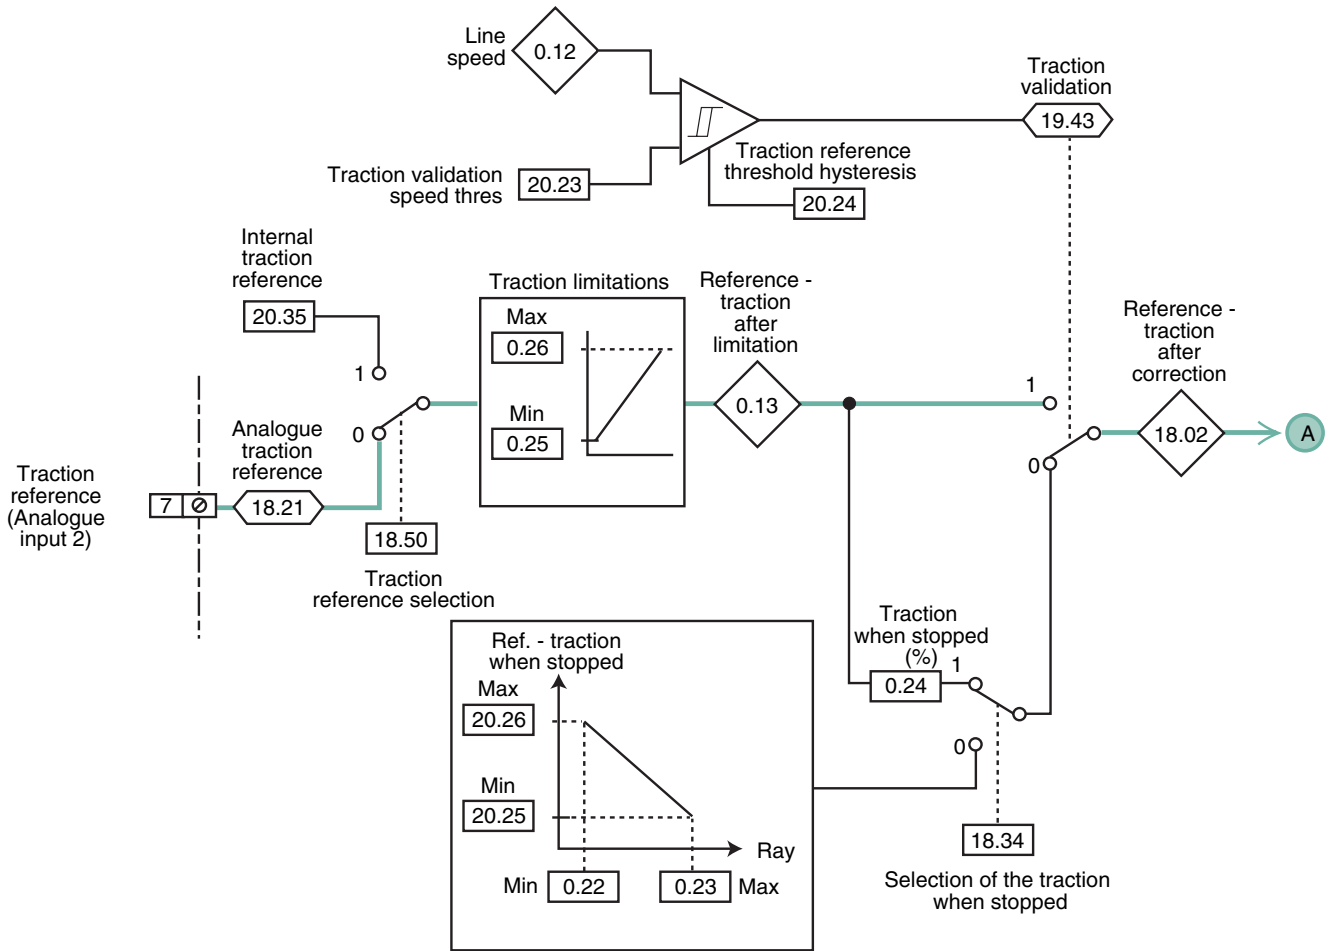 Line
speed
0.12
Traction
validation
19.43
Traction validation
speed thres
20.23
Traction reference
threshold hysteresis
20.24
Internal
traction
reference
20.35
1
0
Traction limitations
Max
0.26
Min
0.25
Reference -
traction
after
limitation
0.13
1
0
Reference -
traction
after
correction
18.02
A
Traction
reference
(Analogue
input 2)
7
Analogue
traction
reference
18.21
18.50
Traction
reference selection
Ref. - traction
when stopped
Max
20.26
Min
20.25
Ray
Min
0.22
0.23
Max
Traction
when stopped
(%)
0.24
1
0
18.34
Selection of the traction
when stopped